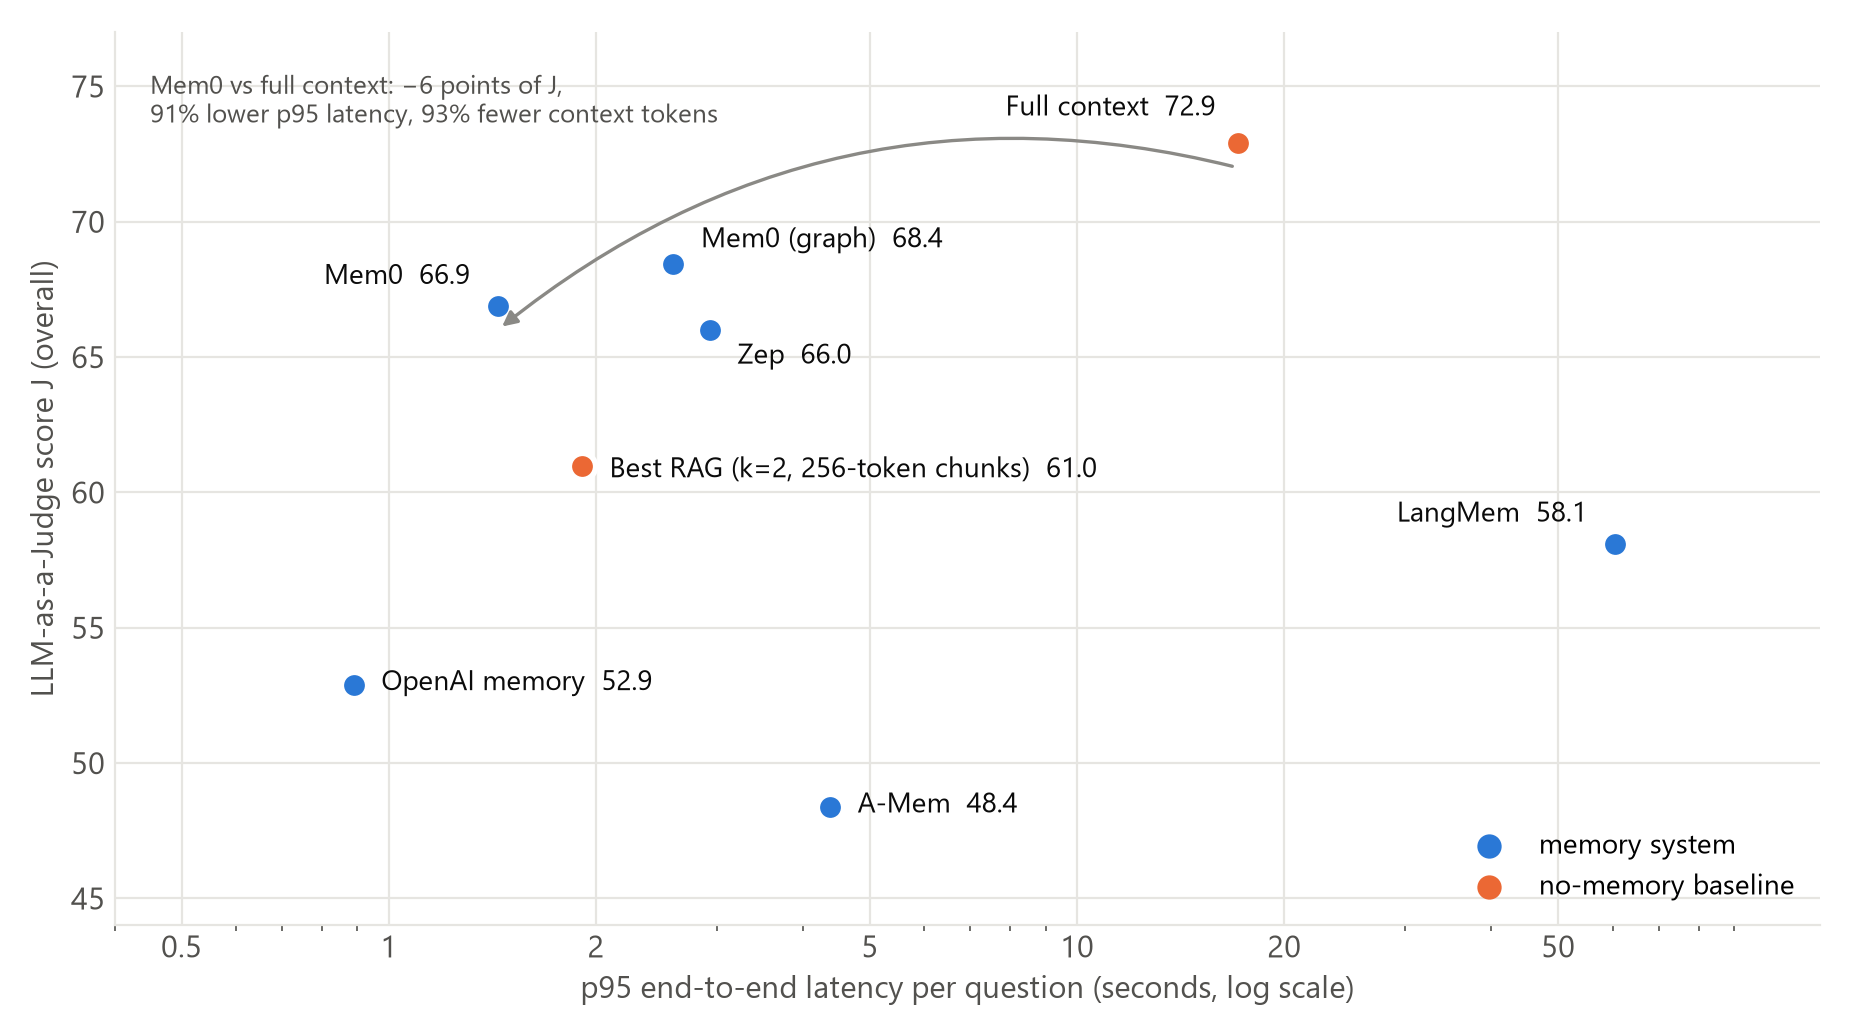 Mem0 vs full context: −6 points of J,
91% lower p95 latency, 93% fewer context tokens
Full context 72.9
Mem0 (graph) 68.4
Mem0 66.9
Zep 66.0
Best RAG (k=2, 256-token chunks) 61.0
LangMem 58.1
OpenAI memory 52.9
A-Mem 48.4
memory system
no-memory baseline
LLM-as-a-Judge score J (overall)
75
70
65
60
55
50
45
0.5 1 2 5 10 20 50
p95 end-to-end latency per question (seconds, log scale)